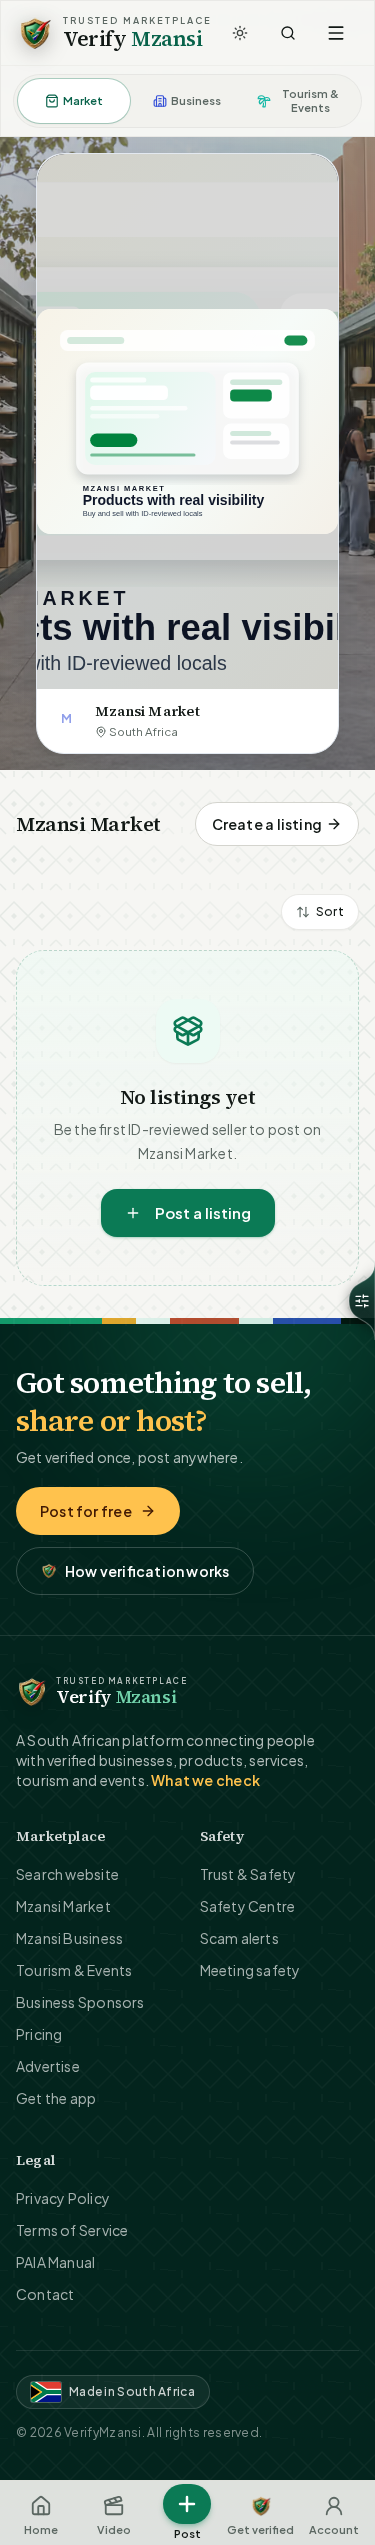 TRUSTED MARKETPLACE
Verify Mzansi
Market
Business
Tourism &
Events
MZANSI MARKET
Products with real visibility
Buy and sell with ID-reviewed locals
MARKET
cts with real visibil
with ID-reviewed locals
M
Mzansi Market
South Africa
Mzansi Market
Create a listing
Sort
No listings yet
Be the first ID-reviewed seller to post on
Mzansi Market.
Post a listing
Got something to sell,
share or host?
Get verified once, post anywhere.
Post for free
How verification works
TRUSTED MARKETPLACE
Verify Mzansi
A South African platform connecting people
with verified businesses, products, services,
tourism and events. What we check
Marketplace
Safety
Search website
Trust & Safety
Mzansi Market
Safety Centre
Mzansi Business
Scam alerts
Tourism & Events
Meeting safety
Business Sponsors
Pricing
Advertise
Get the app
Legal
Privacy Policy
Terms of Service
PAIA Manual
Contact
Made in South Africa
© 2026 VerifyMzansi. All rights reserved.
Home
Video
Post
Get verified
Account